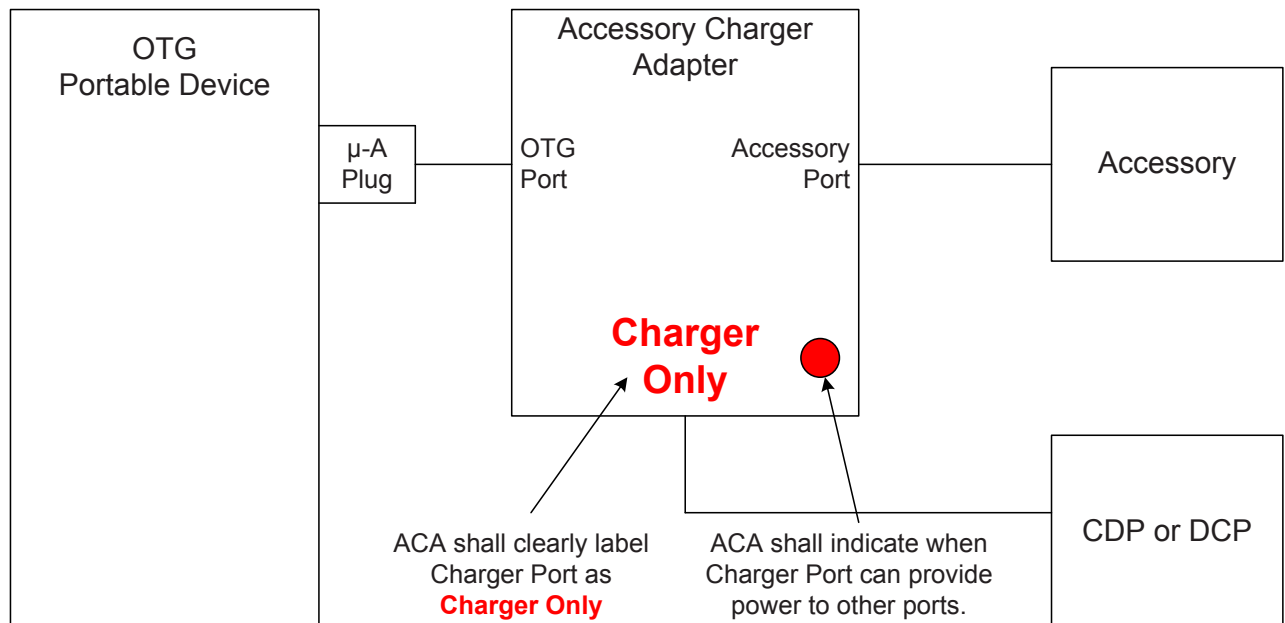 OTG
Portable Device
µ-A
Plug
Accessory Charger
Adapter
OTG
Port
Accessory
Port
Accessory
Charger
Only
ACA shall clearly label
Charger Port as
Charger Only
ACA shall indicate when
Charger Port can provide
power to other ports.
CDP or DCP